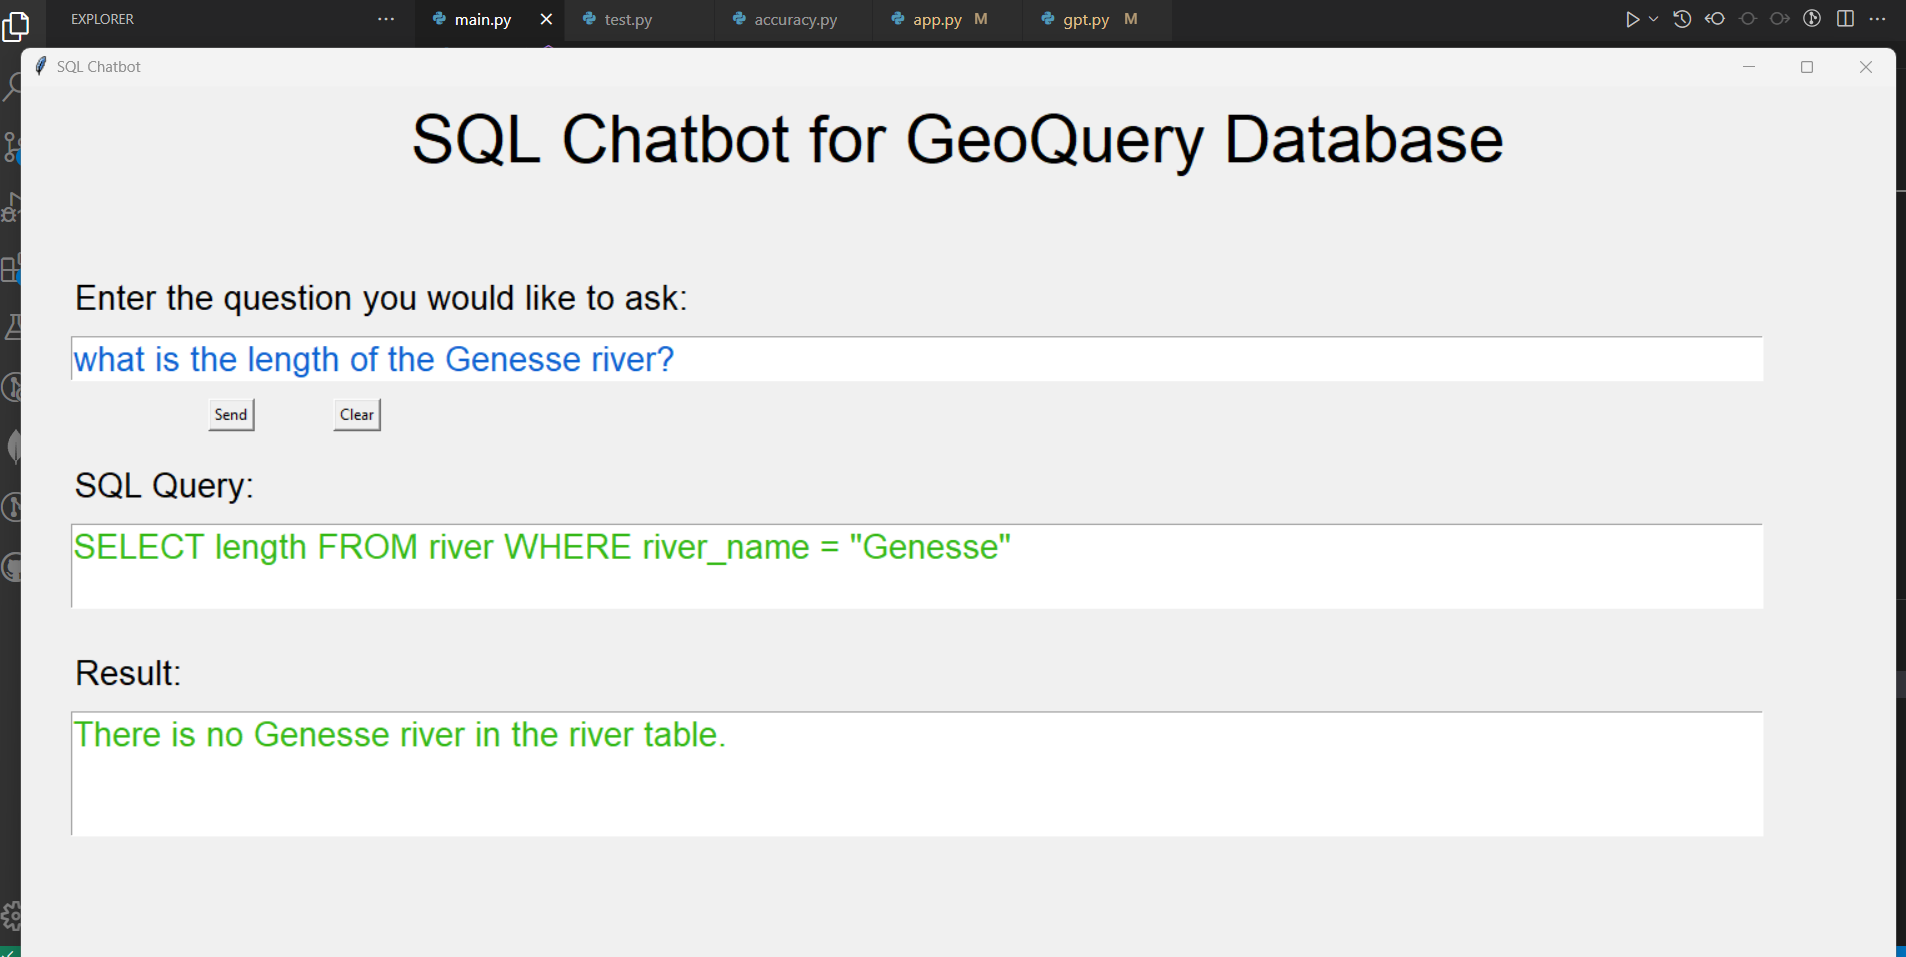 EXPLORER ··· main.py test.py accuracy.py app.py M gpt.py M
SQL Chatbot
SQL Chatbot for GeoQuery Database
Enter the question you would like to ask:
what is the length of the Genesse river?
Send Clear
SQL Query:
SELECT length FROM river WHERE river_name = "Genesse"
Result:
There is no Genesse river in the river table.